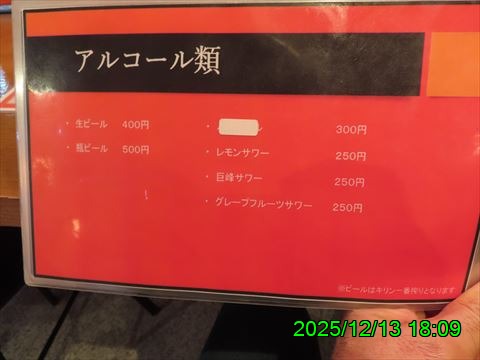 アルコール類
・ 生ビール 400円
・ 瓶ビール 500円
・ 300円
・ レモンサワー 250円
・ 巨峰サワー 250円
・ グレープフルーツサワー 250円
※ビールはキリン一番搾りとなります
2025/12/13 18:09